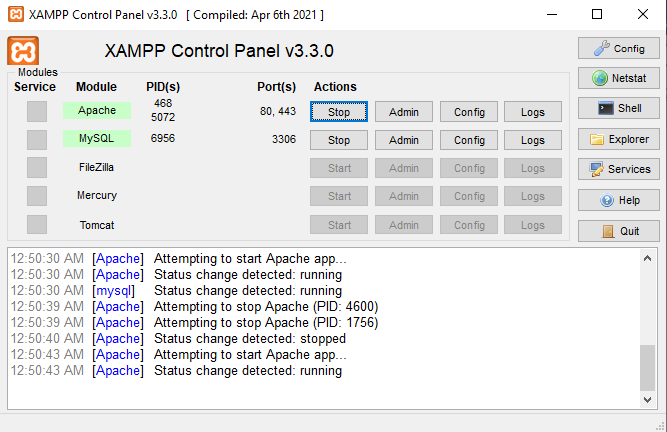 XAMPP Control Panel v3.3.0 [ Compiled: Apr 6th 2021 ]
XAMPP Control Panel v3.3.0
Config
Modules
Service Module PID(s) Port(s) Actions
Netstat
Apache 468 5072 80, 443 Stop Admin Config Logs
Shell
MySQL 6956 3306 Stop Admin Config Logs
Explorer
FileZilla Start Admin Config Logs
Services
Mercury Start Admin Config Logs
Help
Tomcat Start Admin Config Logs
Quit
12:50:30 AM [Apache] Attempting to start Apache app...
12:50:30 AM [Apache] Status change detected: running
12:50:30 AM [mysql] Status change detected: running
12:50:39 AM [Apache] Attempting to stop Apache (PID: 4600)
12:50:39 AM [Apache] Attempting to stop Apache (PID: 1756)
12:50:40 AM [Apache] Status change detected: stopped
12:50:43 AM [Apache] Attempting to start Apache app...
12:50:43 AM [Apache] Status change detected: running